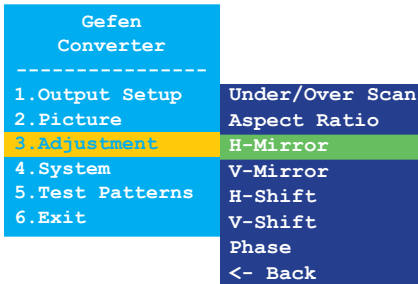 Gefen
Converter
----------------
1.Output Setup
2.Picture
3.Adjustment
4.System
5.Test Patterns
6.Exit
Under/Over Scan
Aspect Ratio
H-Mirror
V-Mirror
H-Shift
V-Shift
Phase
<- Back